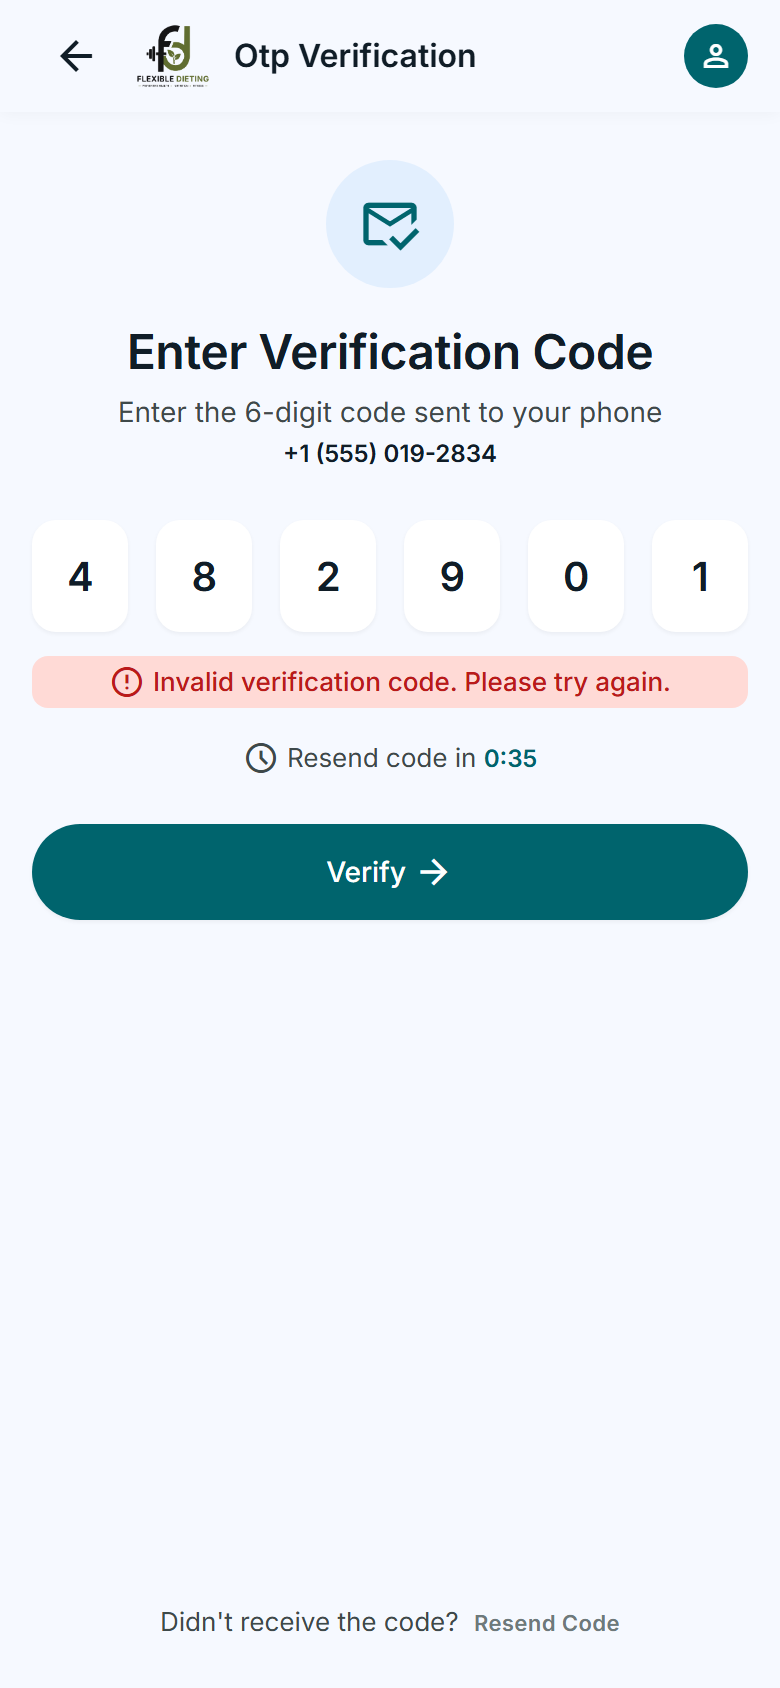 FLEXIBLE DIETING
Otp Verification
Enter Verification Code
Enter the 6-digit code sent to your phone
+1 (555) 019-2834
4 8 2 9 0 1
Invalid verification code. Please try again.
Resend code in 0:35
Verify
Didn't receive the code? Resend Code